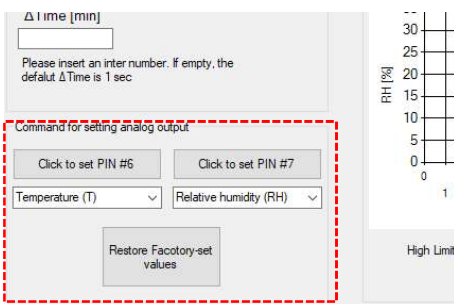 ΔTime [min]
Please insert an inter number. If empty, the
defalut ΔTime is 1 sec
Command for setting analog output
Click to set PIN #6
Click to set PIN #7
Temperature (T)
Relative humidity (RH)
Restore Facotory-set
values
RH [%]
30
25
20
15
10
5
0
0
1
High Limit